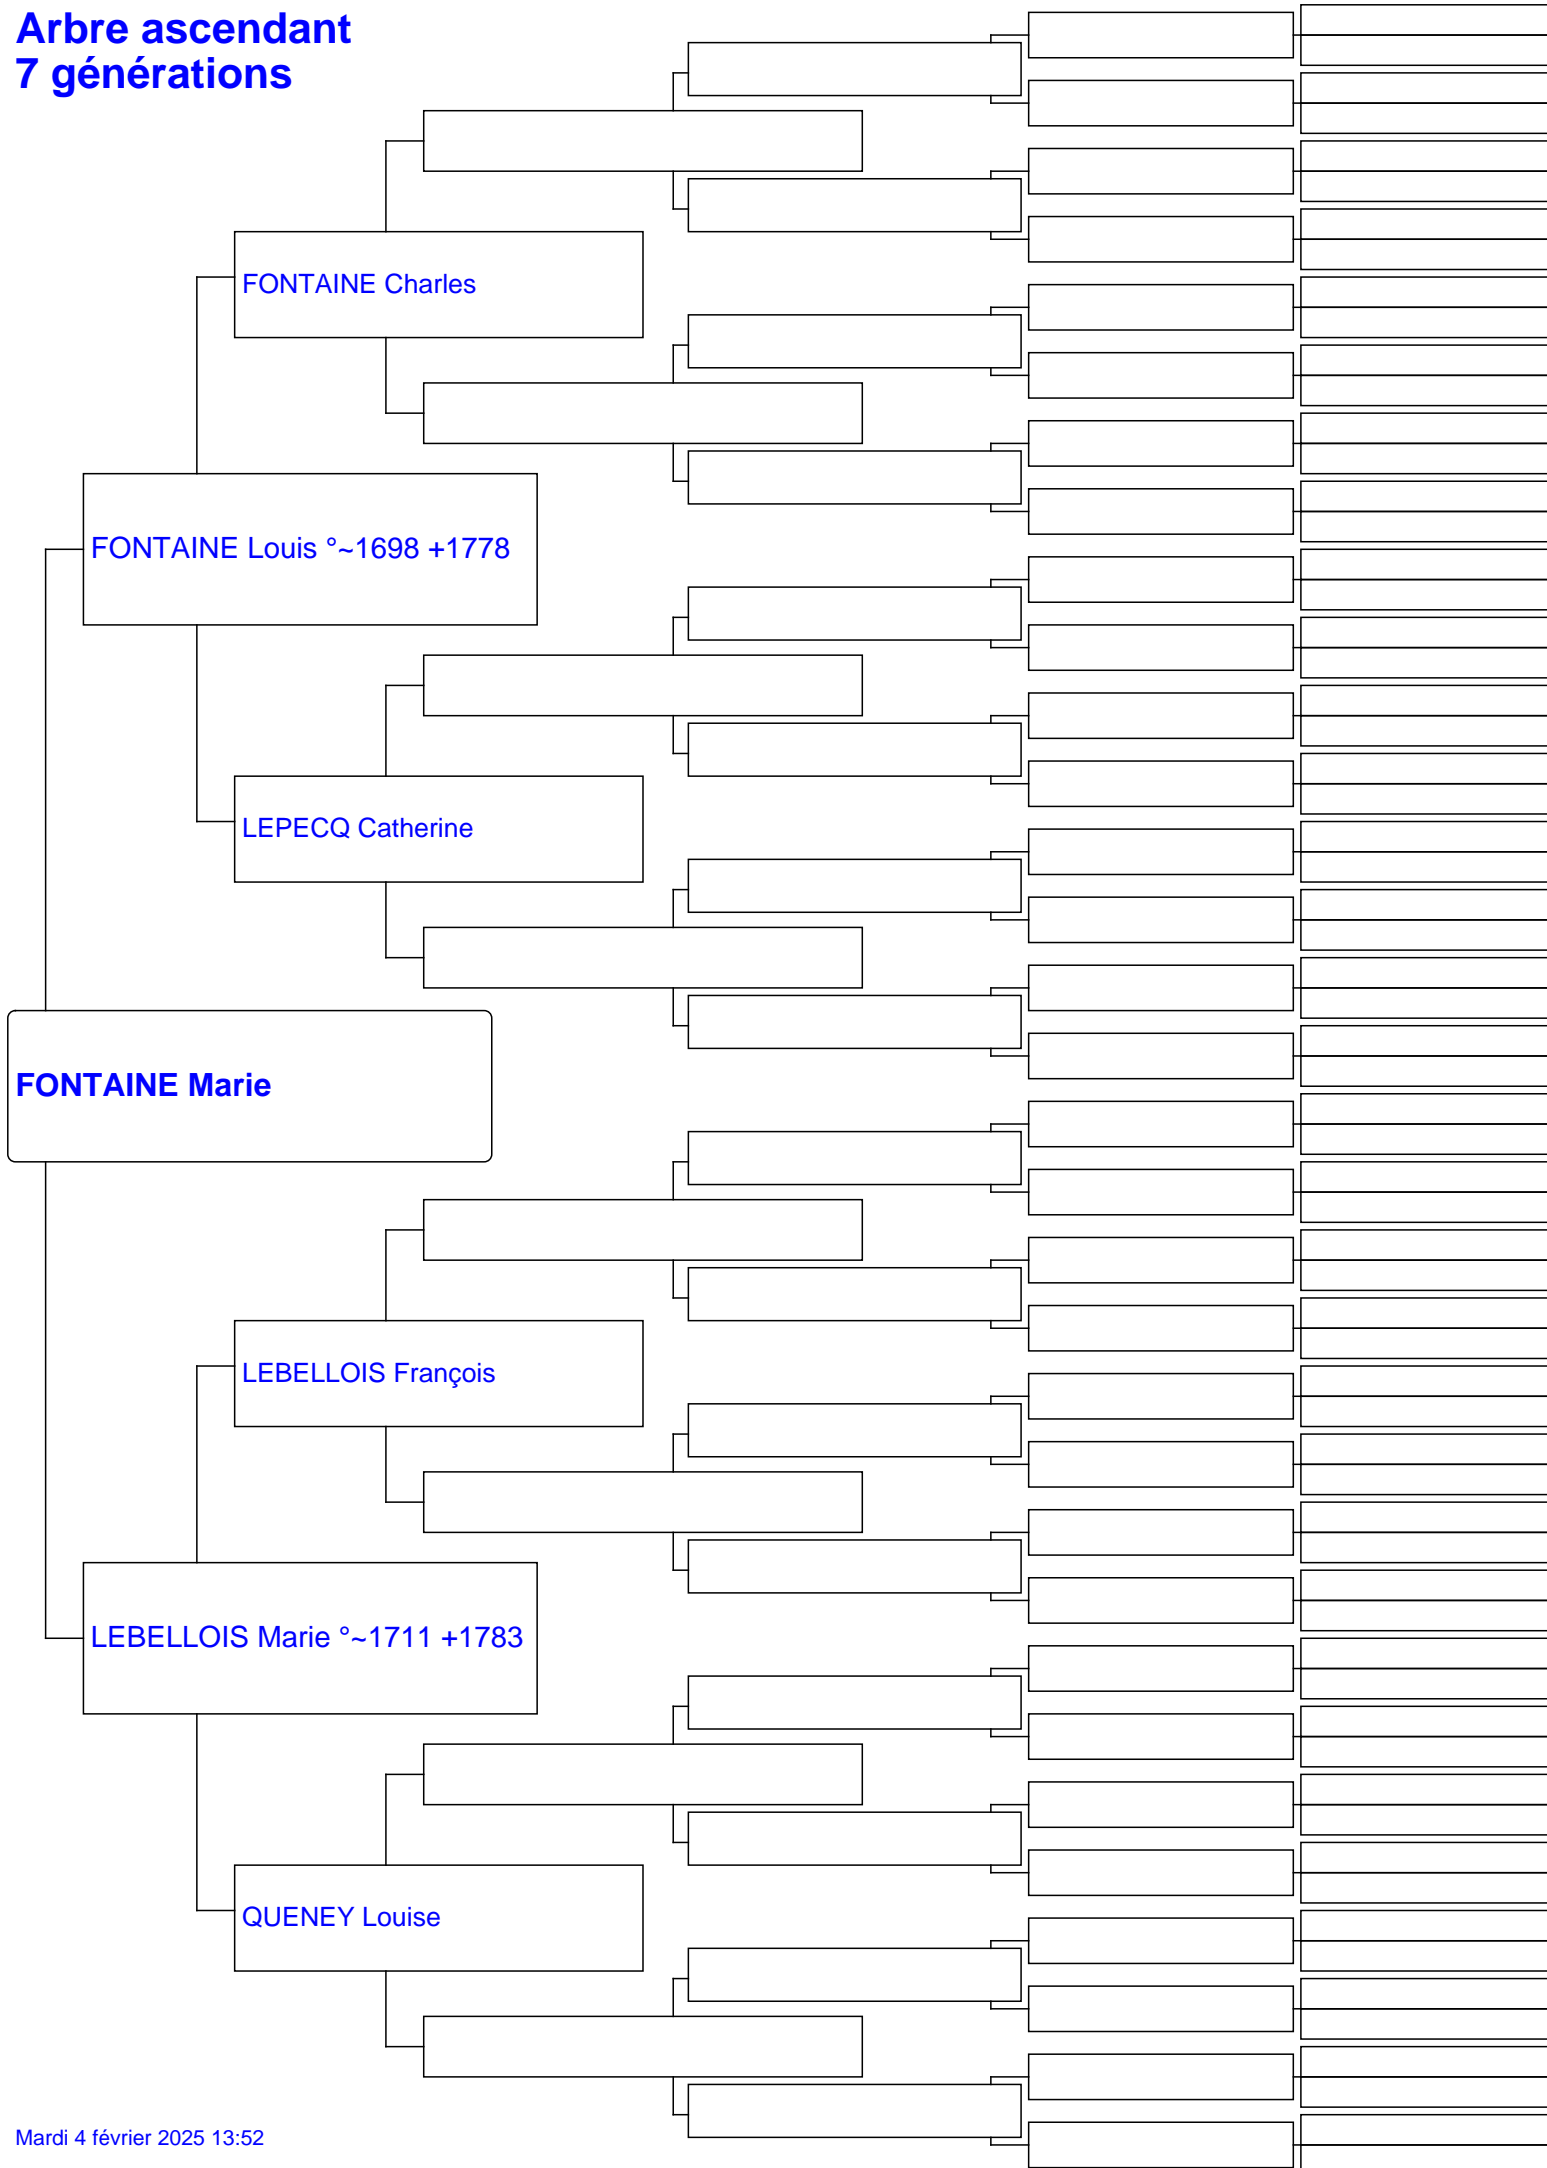 Arbre ascendant
7 générations
FONTAINE Charles
FONTAINE Louis °~1698 +1778
LEPECQ Catherine
FONTAINE Marie
LEBELLOIS François
LEBELLOIS Marie °~1711 +1783
QUENEY Louise
Mardi 4 février 2025 13:52